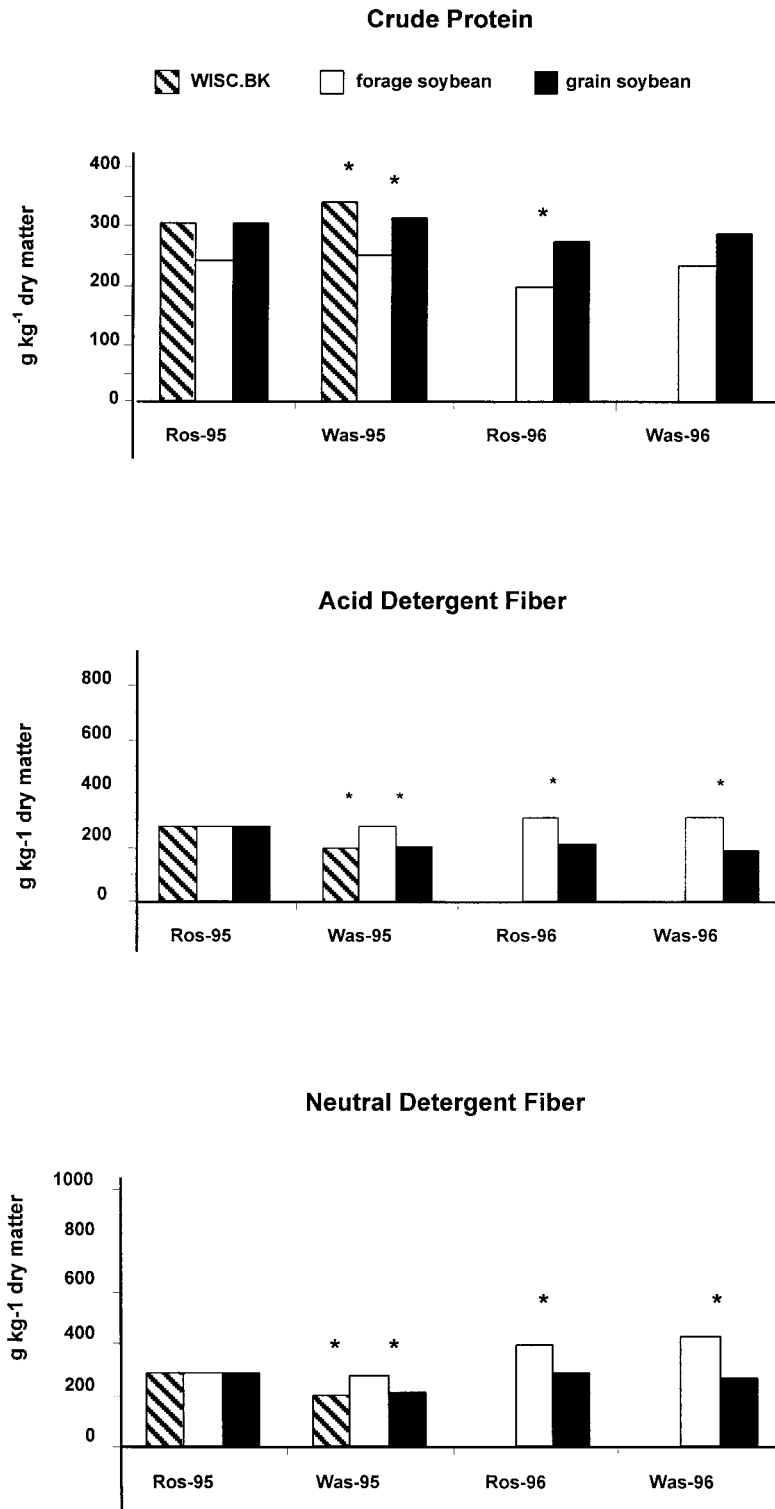 Crude Protein
WISC.BK forage soybean grain soybean
g kg-1 dry matter
400
300
200
100
0
* * *
Ros-95 Was-95 Ros-96 Was-96
Acid Detergent Fiber
g kg-1 dry matter
800
600
400
200
0
* * * *
Ros-95 Was-95 Ros-96 Was-96
Neutral Detergent Fiber
g kg-1 dry matter
1000
800
600
400
200
0
* * * *
Ros-95 Was-95 Ros-96 Was-96